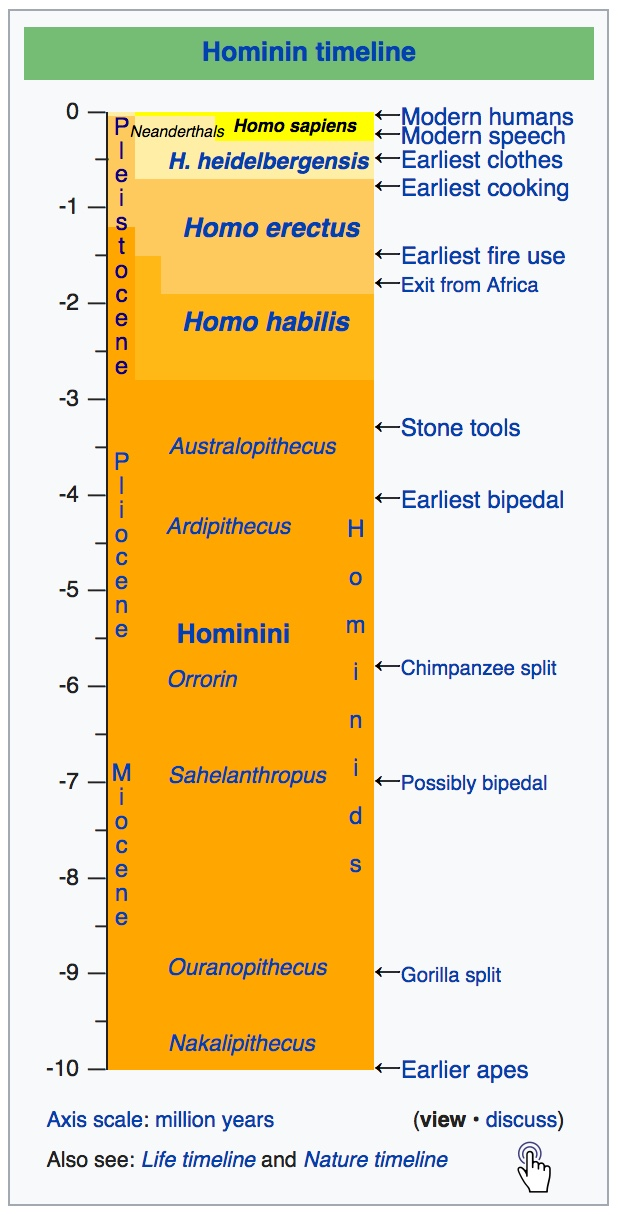 Hominin timeline
0
-1
-2
-3
-4
-5
-6
-7
-8
-9
-10
Pleistocene
Pliocene
Miocene
Hominids
Neanderthals
Homo sapiens
H. heidelbergensis
Homo erectus
Homo habilis
Australopithecus
Ardipithecus
Hominini
Orrorin
Sahelanthropus
Ouranopithecus
Nakalipithecus
←Modern humans
←Modern speech
←Earliest clothes
←Earliest cooking
←Earliest fire use
←Exit from Africa
←Stone tools
←Earliest bipedal
←Chimpanzee split
←Possibly bipedal
←Gorilla split
←Earlier apes
Axis scale: million years (view • discuss)
Also see: Life timeline and Nature timeline